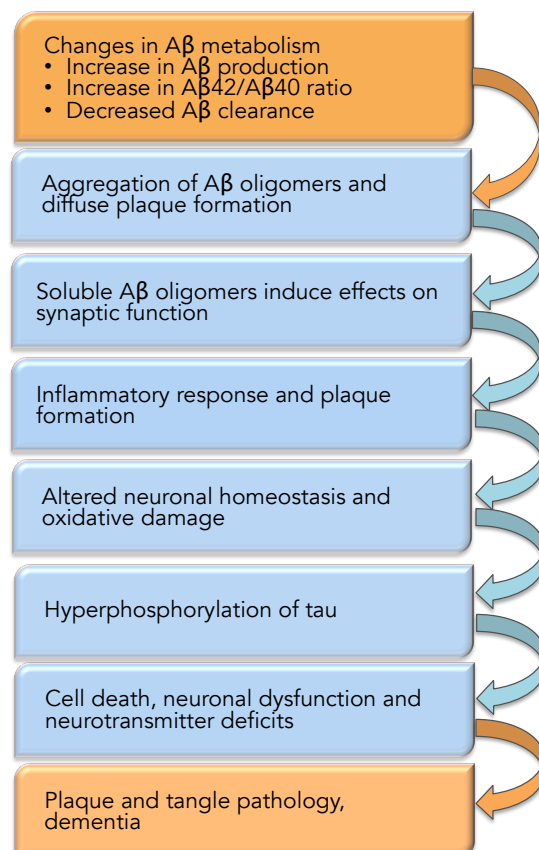 Changes in Aβ metabolism
• Increase in Aβ production
• Increase in Aβ42/Aβ40 ratio
• Decreased Aβ clearance
Aggregation of Aβ oligomers and
diffuse plaque formation
Soluble Aβ oligomers induce effects on
synaptic function
Inflammatory response and plaque
formation
Altered neuronal homeostasis and
oxidative damage
Hyperphosphorylation of tau
Cell death, neuronal dysfunction and
neurotransmitter deficits
Plaque and tangle pathology,
dementia